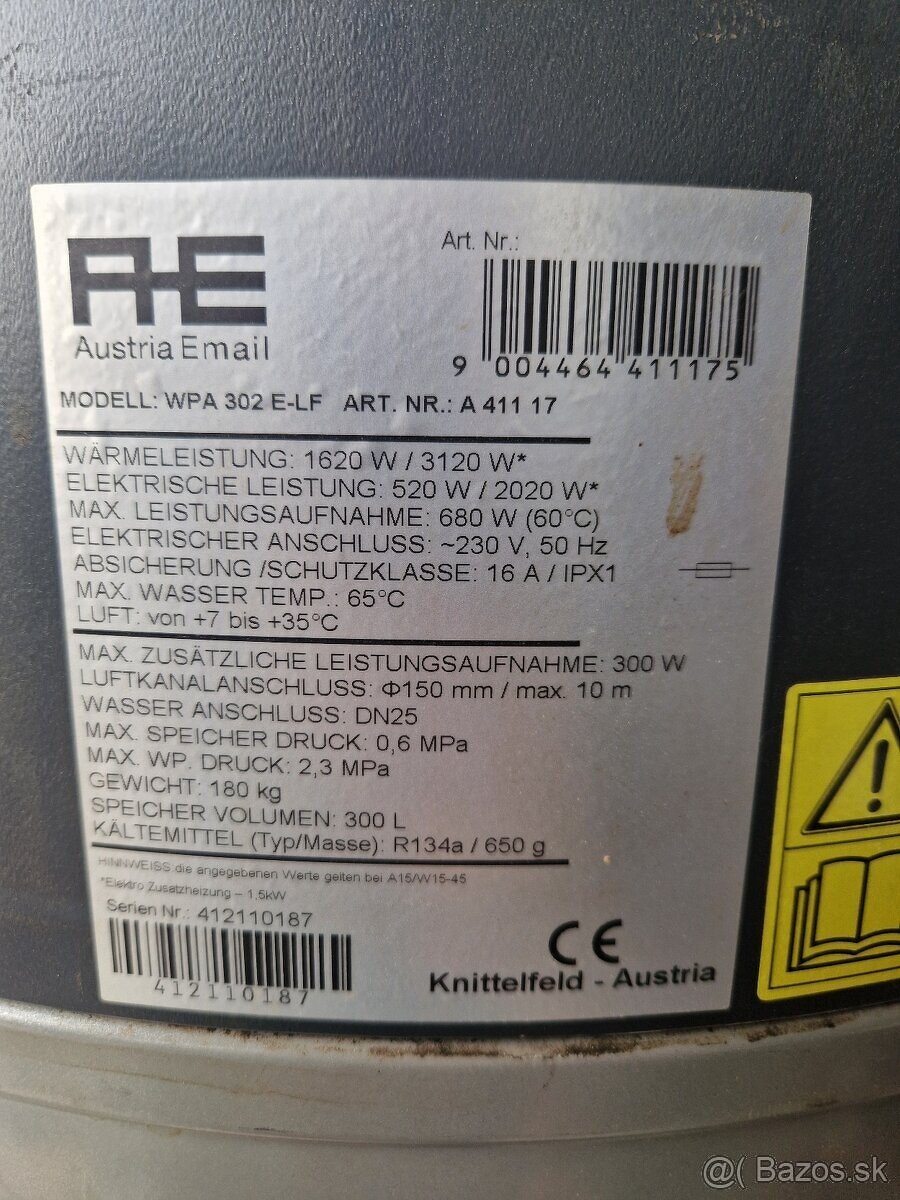 A-E
Austria Email
Art. Nr.:
9 004464 411175
MODELL: WPA 302 E-LF ART. NR.: A 411 17
WÄRMELEISTUNG: 1620 W / 3120 W*
ELEKTRISCHE LEISTUNG: 520 W / 2020 W*
MAX. LEISTUNGSAUFNAHME: 680 W (60°C)
ELEKTRISCHER ANSCHLUSS: ~230 V, 50 Hz
ABSICHERUNG /SCHUTZKLASSE: 16 A / IPX1
MAX. WASSER TEMP.: 65°C
LUFT: von +7 bis +35°C
MAX. ZUSÄTZLICHE LEISTUNGSAUFNAHME: 300 W
LUFTKANALANSCHLUSS: Φ150 mm / max. 10 m
WASSER ANSCHLUSS: DN25
MAX. SPEICHER DRUCK: 0,6 MPa
MAX. WP. DRUCK: 2,3 MPa
GEWICHT: 180 kg
SPEICHER VOLUMEN: 300 L
KÄLTEMITTEL (Typ/Masse): R134a / 650 g
HINNWEISS die angegebenen Werte gelten bei A15/W15-45
*Elektro Zusatzheizung – 1,5kW
Serien Nr.: 412110187
412110187
CE
Knittelfeld - Austria
@( Bazos.sk